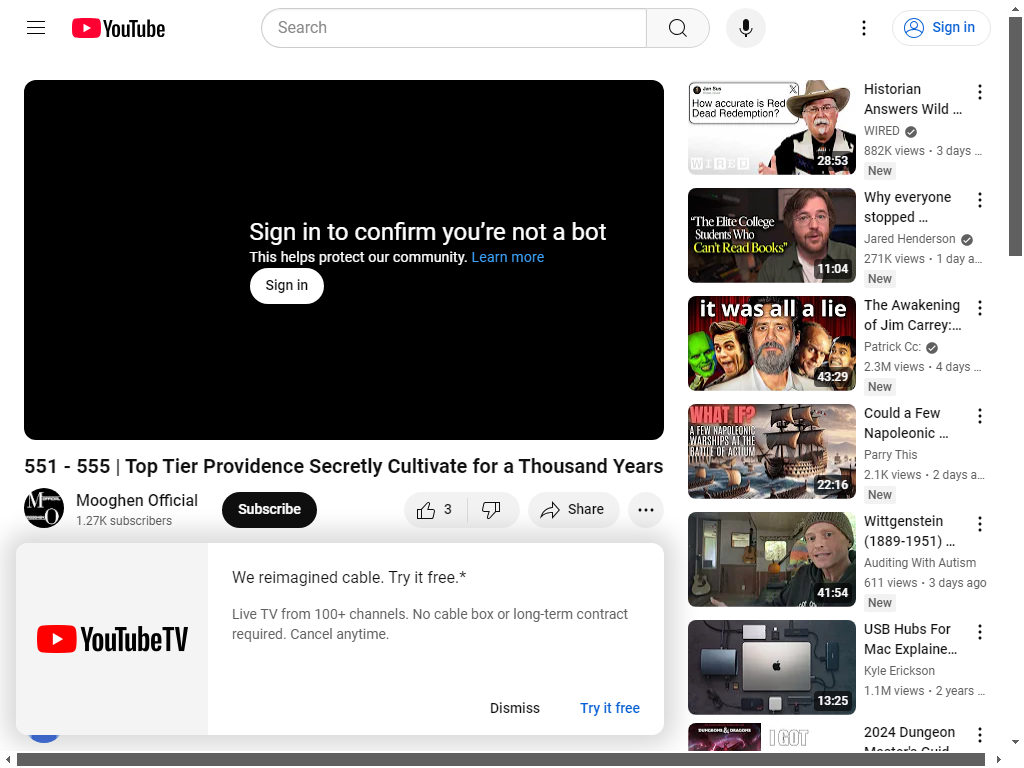 YouTube
Search
Sign in
Sign in to confirm you're not a bot
This helps protect our community. Learn more
Sign in
551 - 555 | Top Tier Providence Secretly Cultivate for a Thousand Years
Mooghen Official
1.27K subscribers
Subscribe
3
Share
YouTubeTV
We reimagined cable. Try it free.*
Live TV from 100+ channels. No cable box or long-term contract
required. Cancel anytime.
Dismiss
Try it free
Jan Sus
How accurate is Red
Dead Redemption?
WIRED
28:53
Historian
Answers Wild ...
WIRED
882K views • 3 days ...
New
"The Elite College
Students Who
Can't Read Books"
11:04
Why everyone
stopped ...
Jared Henderson
271K views • 1 day a...
New
it was all a lie
43:29
The Awakening
of Jim Carrey:...
Patrick Cc:
2.3M views • 4 days ...
New
WHAT IF?
A FEW NAPOLEONIC
WARSHIPS AT THE
BATTLE OF ACTIUM
22:16
Could a Few
Napoleonic ...
Parry This
2.1K views • 2 days a...
New
41:54
Wittgenstein
(1889-1951) ...
Auditing With Autism
611 views • 3 days ago
New
13:25
USB Hubs For
Mac Explaine...
Kyle Erickson
1.1M views • 2 years ...
DUNGEONS & DRAGONS
I GOT
2024 Dungeon
Master's Guid...